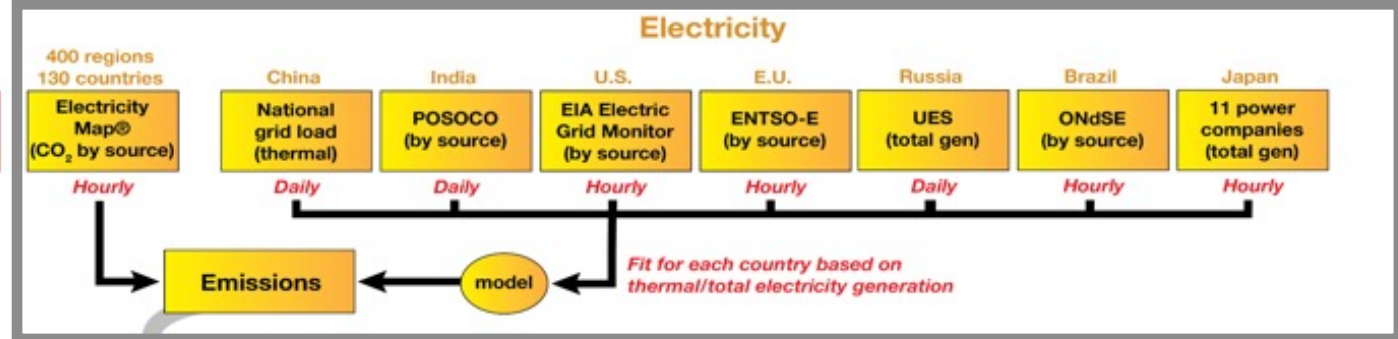 Electricity
400 regions
130 countries
Electricity
Map®
(CO₂ by source)
Hourly
China
National
grid load
(thermal)
Daily
India
POSOCO
(by source)
Daily
U.S.
EIA Electric
Grid Monitor
(by source)
Hourly
E.U.
ENTSO-E
(by source)
Hourly
Russia
UES
(total gen)
Daily
Brazil
ONdSE
(by source)
Hourly
Japan
11 power
companies
(total gen)
Hourly
Emissions
model
Fit for each country based on
thermal/total electricity generation